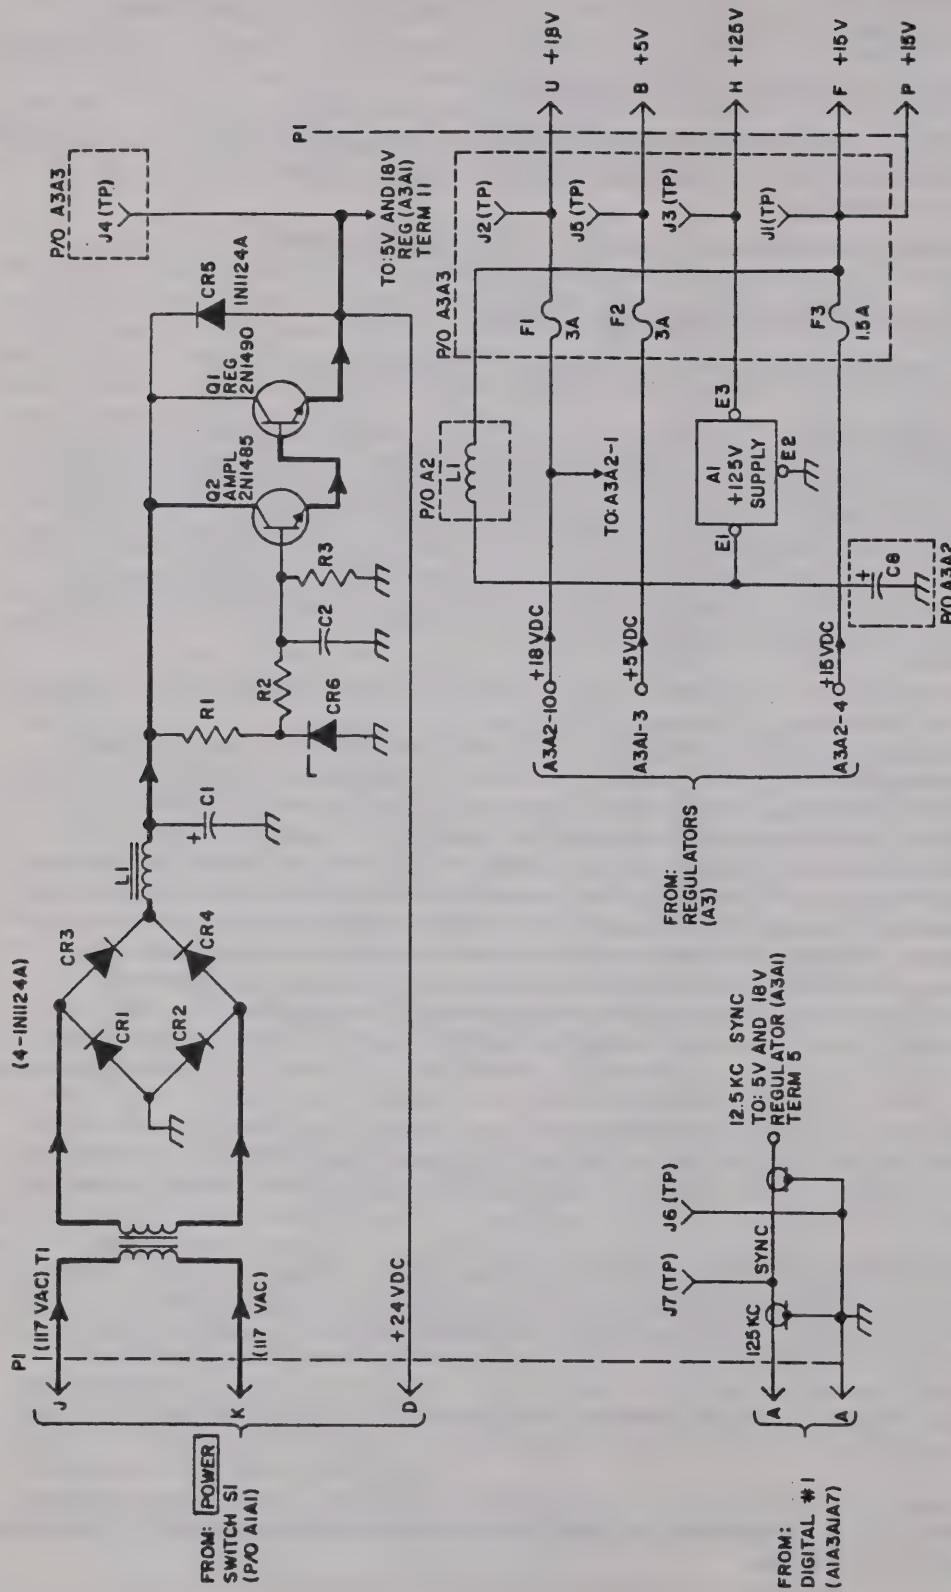 P1
(117 VAC) T1
J
K
(117
VAC)
D
+24VDC
FROM: POWER
SWITCH S1
(P/O A1A1)
(4-1N1124A)
CR1
CR3
CR2
CR4
L1
+
C1
R1
R2
CR6
C2
R3
Q2
AMPL
2N1485
Q1
REG
2N1490
CR5
1N1124A
P/O A3A3
J4(TP)
TO:5V AND 18V
REG (A3A1)
TERM 11
P1
FROM:
DIGITAL #1
(A1A3A1A7)
A
A
125KC
SYNC
J7(TP)
J6(TP)
12.5KC SYNC
TO: 5V AND 18V
REGULATOR (A3A1)
TERM 5
FROM:
REGULATORS
(A3)
A3A2-10
+18VDC
A3A1-3
+5VDC
A3A2-4
+15VDC
TO:A3A2-1
P/O A2
L1
E1
A1
+125V
SUPPLY
E3
E2
+
C8
P/O A3A2
P/O A3A3
F1
3A
F2
3A
F3
1.5A
J2(TP)
J5(TP)
J3(TP)
J1(TP)
U +18V
B +5V
H +125V
F +15V
P +15V